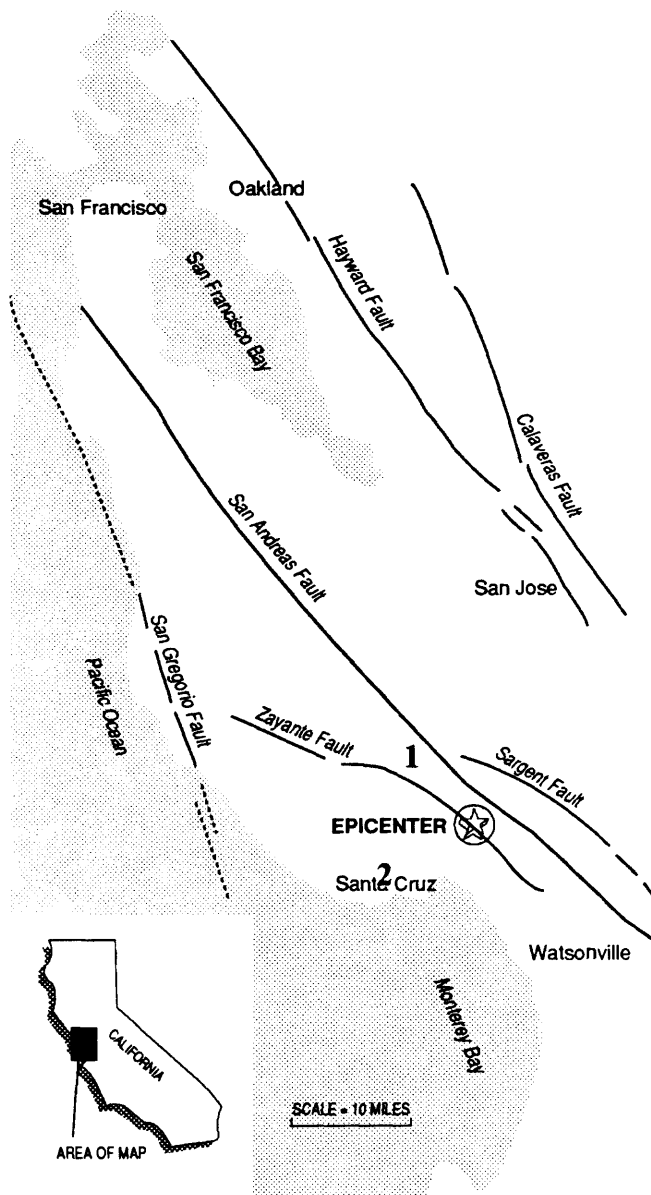 Oakland
San Francisco
San Francisco Bay
Hayward Fault
Calaveras Fault
San Andreas Fault
San Jose
San Gregorio Fault
Pacific Ocean
Zayante Fault
1
Sargent Fault
EPICENTER
2
Santa Cruz
Watsonville
Monterey Bay
CALIFORNIA
SCALE = 10 MILES
AREA OF MAP